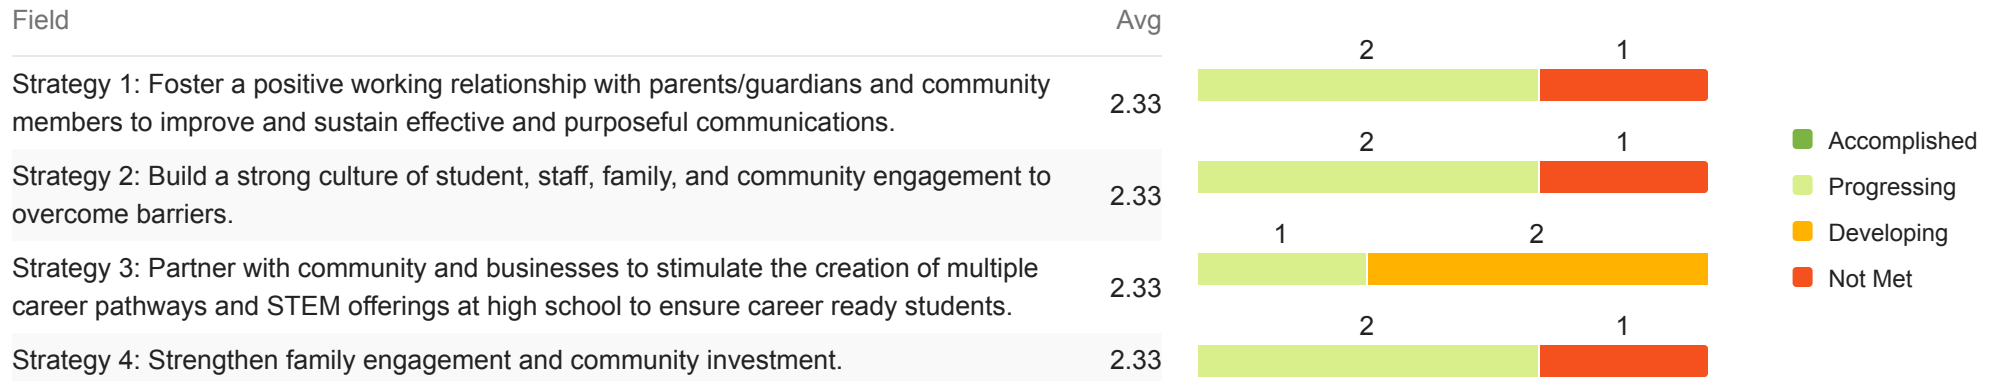 Field Avg
2 1
Strategy 1: Foster a positive working relationship with parents/guardians and community
members to improve and sustain effective and purposeful communications.
2.33
2 1
Strategy 2: Build a strong culture of student, staff, family, and community engagement to
overcome barriers.
2.33
1 2
Strategy 3: Partner with community and businesses to stimulate the creation of multiple
career pathways and STEM offerings at high school to ensure career ready students.
2.33
2 1
Strategy 4: Strengthen family engagement and community investment. 2.33
Accomplished
Progressing
Developing
Not Met